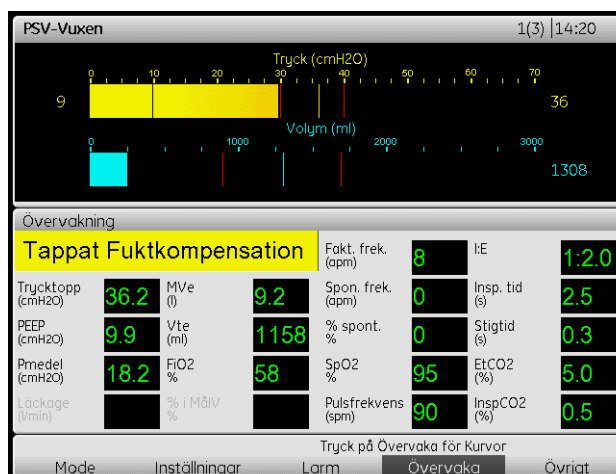 PSV-Vuxen 1(3) 14:20
Tryck (cmH2O)
0 10 20 30 40 50 60 70
9 36
Volym (ml)
0 1000 2000 3000
1308
Övervakning
Tappat Fuktkompensation
Fakt. frek. (apm) 8 I:E 1:2.0
Trycktopp (cmH2O) 36.2 MVe (l) 9.2 Spon. frek. (apm) 0 Insp. tid (s) 2.5
PEEP (cmH2O) 9.9 Vte (ml) 1158 % spont. % 0 Stigtid (s) 0.3
Pmedel (cmH2O) 18.2 FiO2 % 58 SpO2 % 95 EtCO2 (%) 5.0
Läckage (l/min) % i MålV % Pulsfrekvens (spm) 90 InspCO2 (%) 0.5
Tryck på Övervaka för Kurvor
Mode Inställningar Larm Övervaka Övrigt